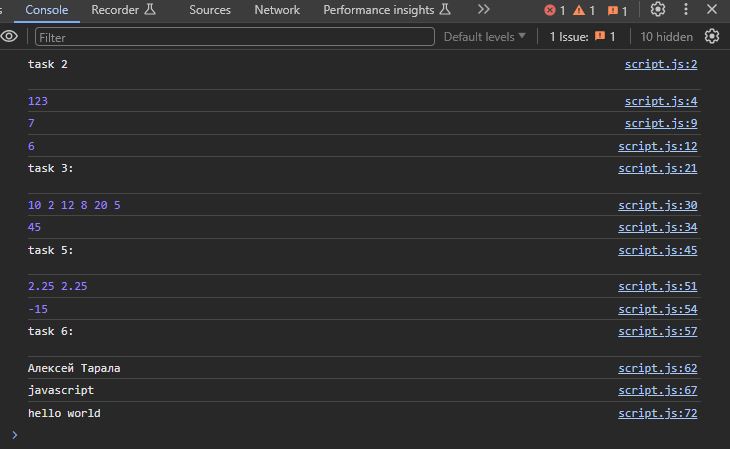 s Console Recorder Sources Network Performance insights 1 1 1
Filter Default levels 1 Issue: 1 10 hidden
task 2 script.js:2
123 script.js:4
7 script.js:9
6 script.js:12
task 3: script.js:21
10 2 12 8 20 5 script.js:30
45 script.js:34
task 5: script.js:45
2.25 2.25 script.js:51
-15 script.js:54
task 6: script.js:57
Алексей Тарала script.js:62
javascript script.js:67
hello world script.js:72